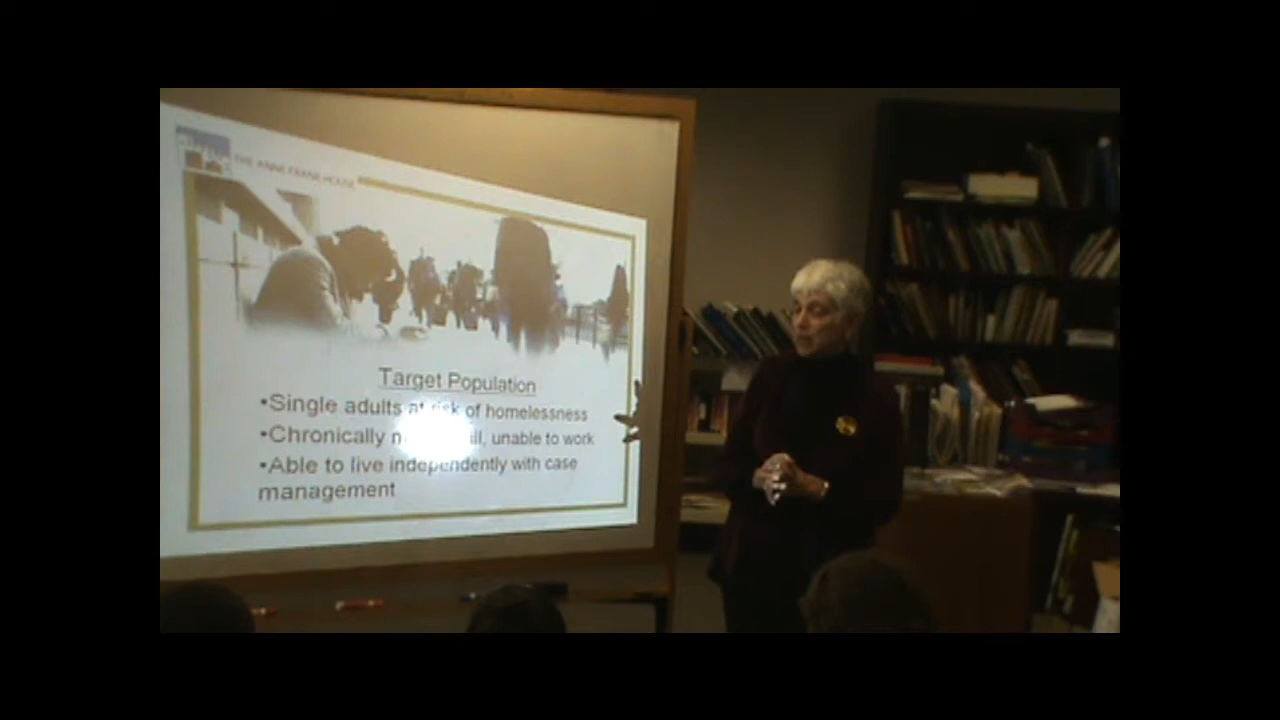 THE ANNE FRANK HOUSE
Target Population
•Single adults at risk of homelessness
•Chronically ill, unable to work
•Able to live independently with case
management